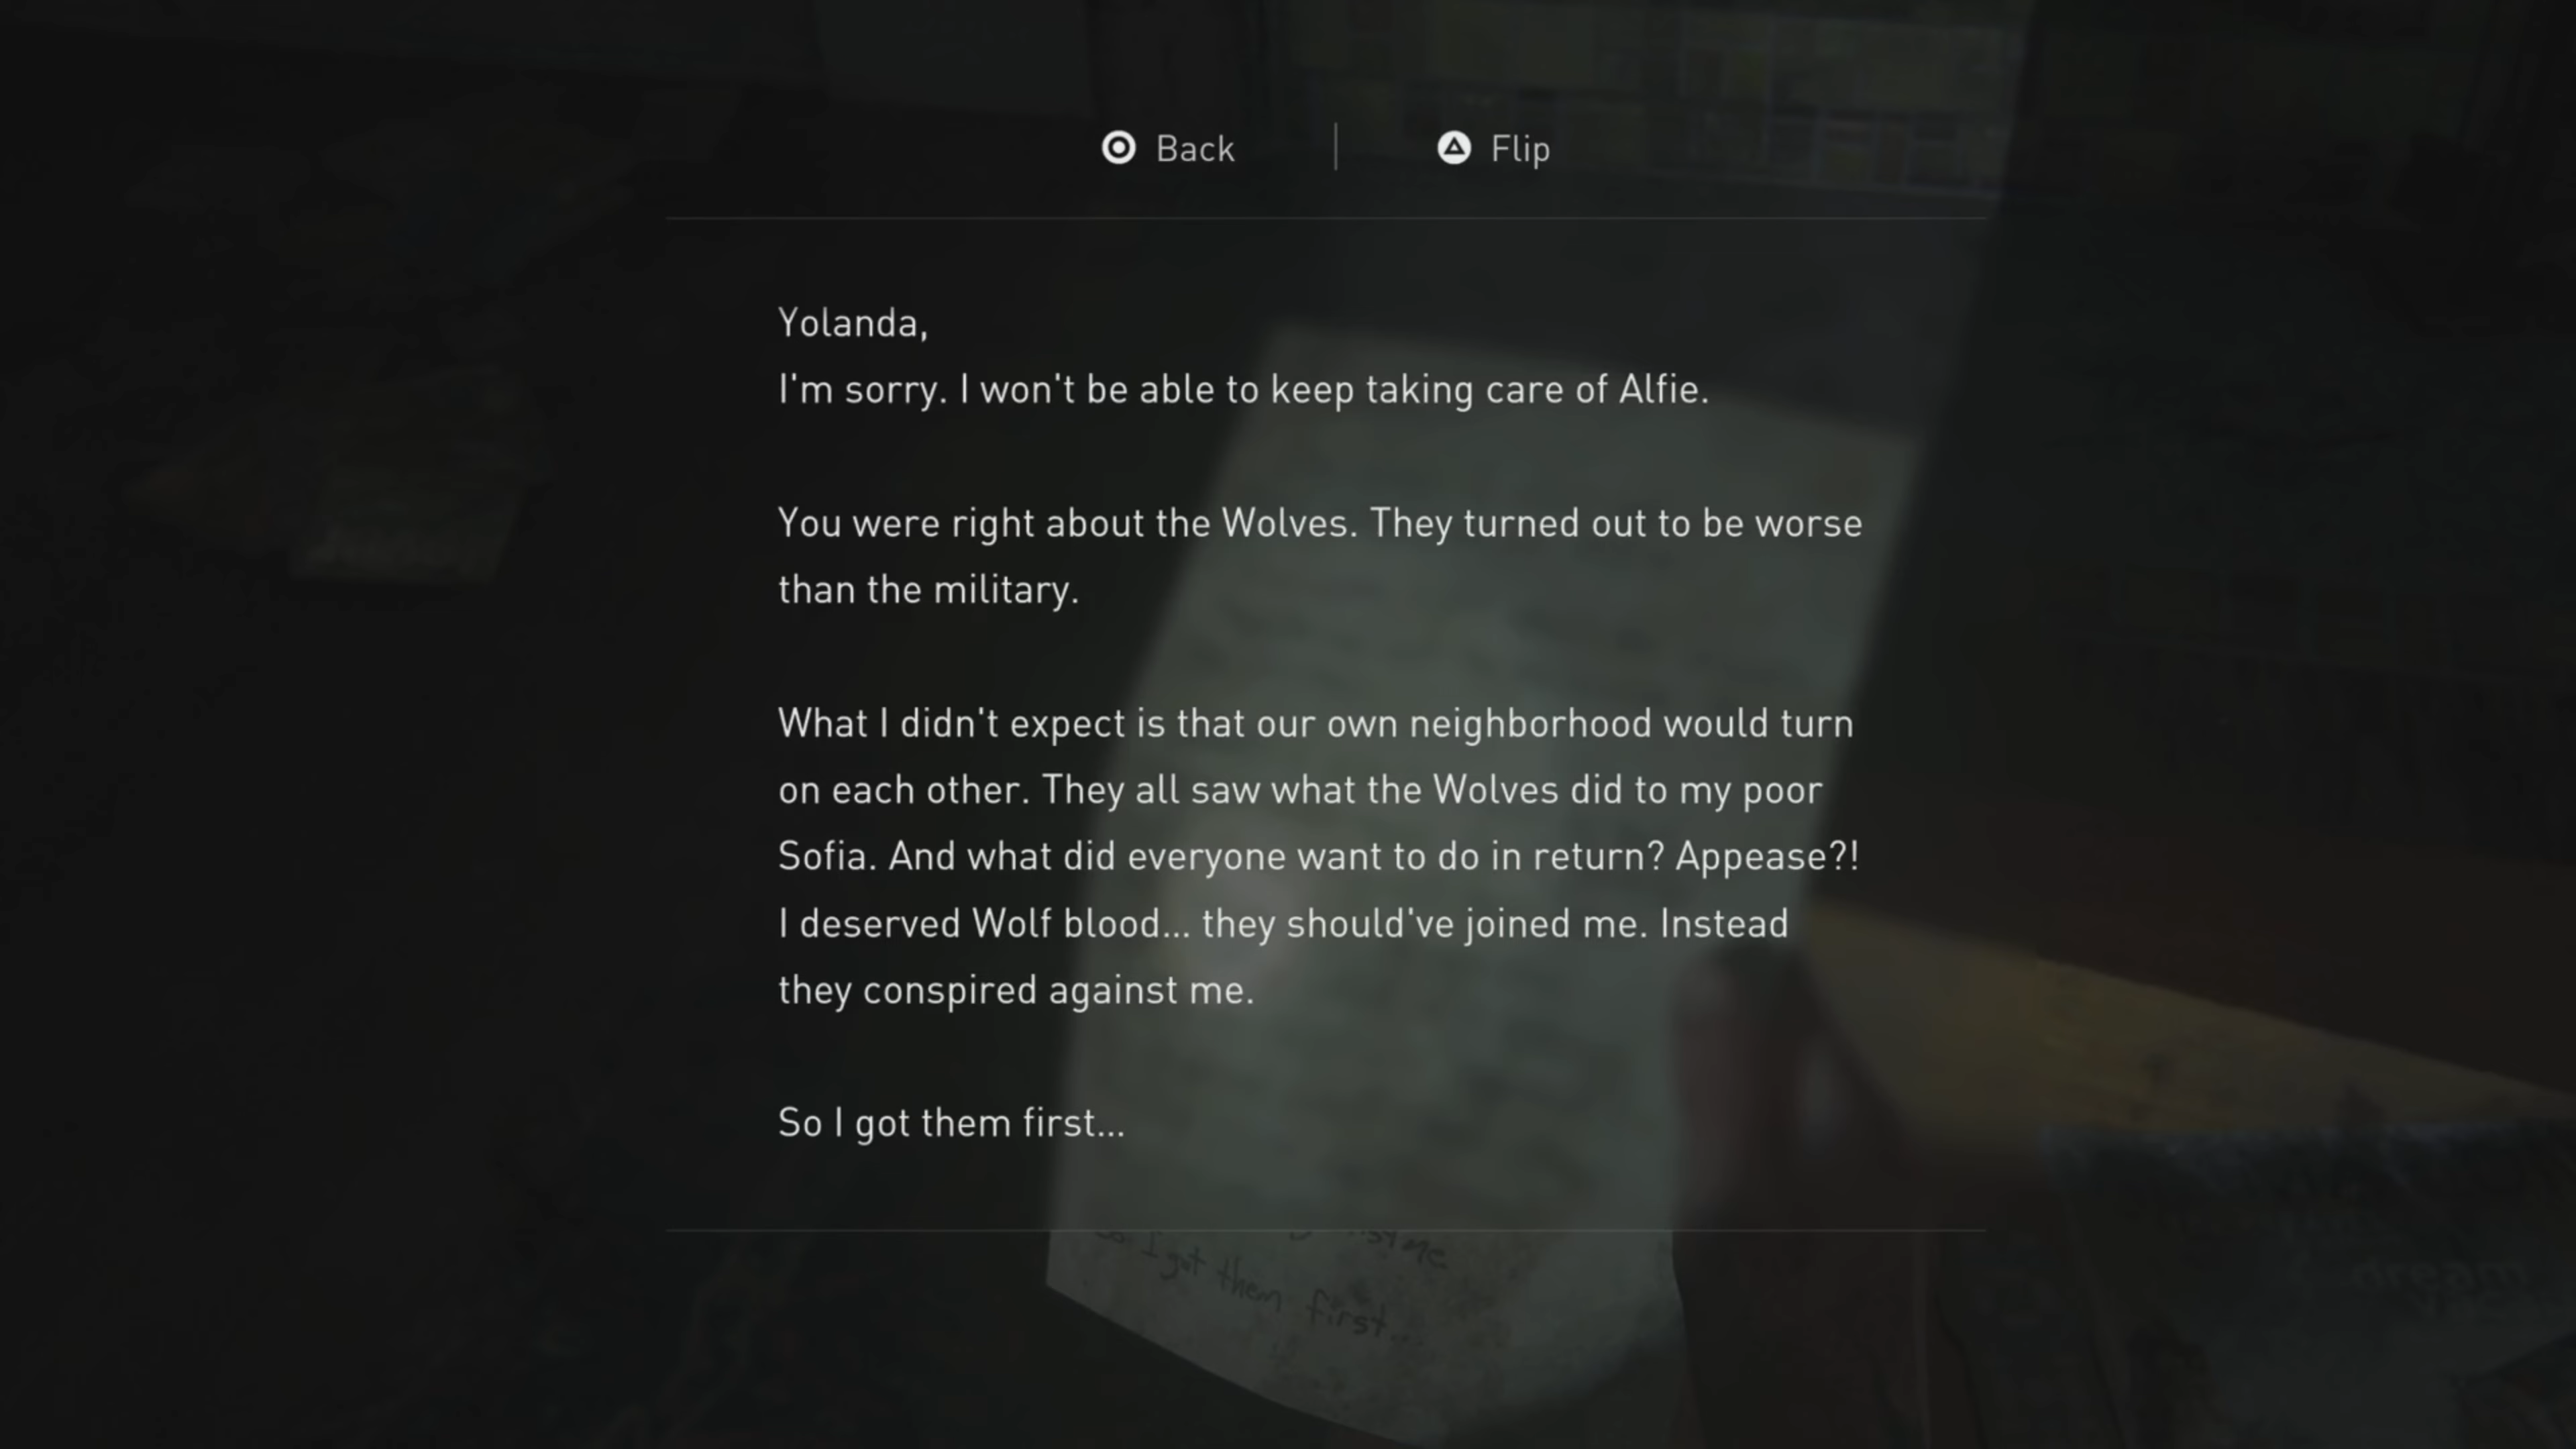 Back | Flip
Yolanda,
I'm sorry. I won't be able to keep taking care of Alfie.
You were right about the Wolves. They turned out to be worse
than the military.
What I didn't expect is that our own neighborhood would turn
on each other. They all saw what the Wolves did to my poor
Sofia. And what did everyone want to do in return? Appease?!
I deserved Wolf blood... they should've joined me. Instead
they conspired against me.
So I got them first...
I got them first...
dream